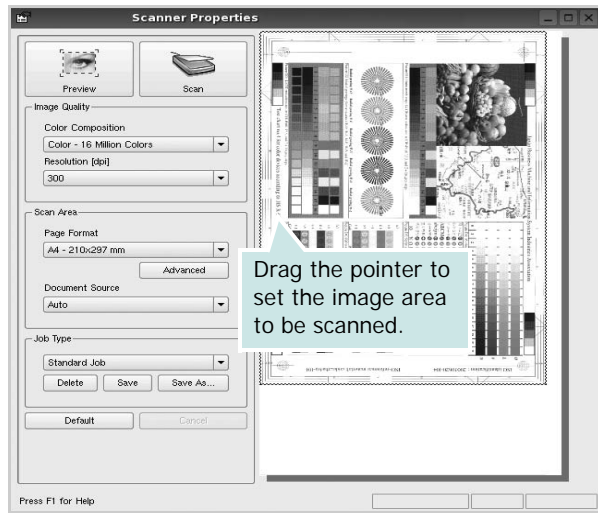 Scanner Properties
Preview
Scan
Image Quality
Color Composition
Color - 16 Million Colors
Resolution [dpi]
300
Scan Area
Page Format
A4 - 210x297 mm
Advanced
Document Source
Auto
Job Type
Standard Job
Delete
Save
Save As...
Default
Cancel
Drag the pointer to
set the image area
to be scanned.
Press F1 for Help